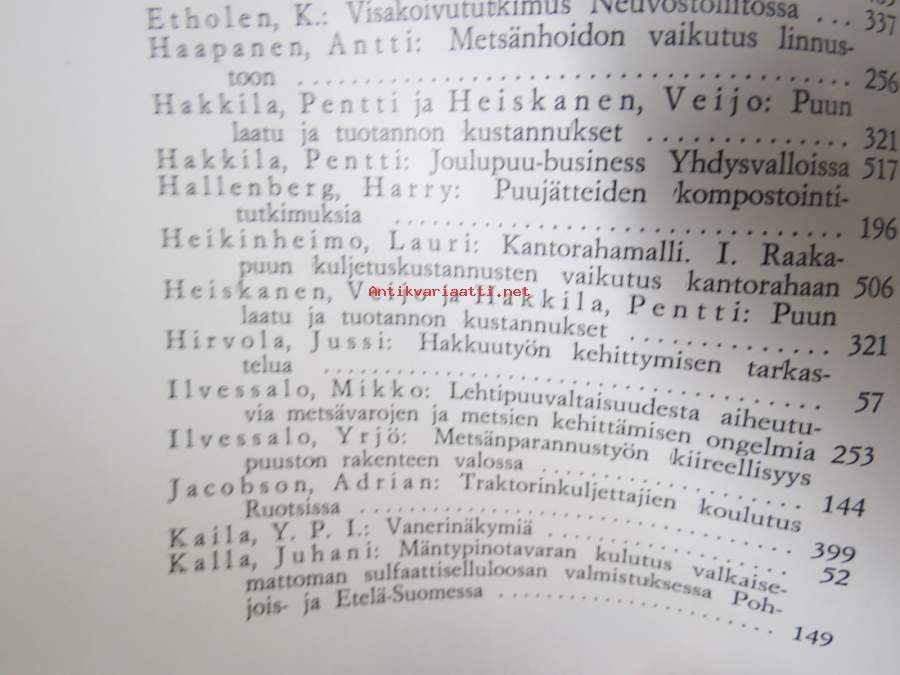 Etholen, K.: Visakoivututkimus Neuvostoliitossa ... 337
Haapanen, Antti: Metsänhoidon vaikutus linnus-
toon ........................................ 256
Hakkila, Pentti ja Heiskanen, Veijo: Puun
laatu ja tuotannon kustannukset ............... 321
Hakkila, Pentti: Joulupuu-business Yhdysvalloissa 517
Hallenberg, Harry: Puujätteiden kompostointi-
tutkimuksia ................................. 196
Heikinheimo, Lauri: Kantorahamalli. I. Raaka-
puun kuljetuskustannusten vaikutus kantorahaan 506
Antikvariaatti.net
Heiskanen, Veijo ja Hakkila, Pentti: Puun
laatu ja tuotannon kustannukset ............... 321
Hirvola, Jussi: Hakkuutyön kehittymisen tarkas-
telua ...................................... 57
Ilvessalo, Mikko: Lehtipuuvaltaisuudesta aiheutu-
via metsävarojen ja metsien kehittämisen ongelmia 253
Ilvessalo, Yrjö: Metsänparannustyön kiireellisyys
puuston rakenteen valossa ..................... 144
Jacobson, Adrian: Traktorinkuljettajien koulutus
Ruotsissa ................................... 399
Kaila, Y. P. I.: Vanerinäkymiä .................. 52
Kalla, Juhani: Mäntypinotavaran kulutus valkaise-
mattoman sulfaattiselluloosan valmistuksessa Poh-
jois- ja Etelä-Suomessa ........................ 149